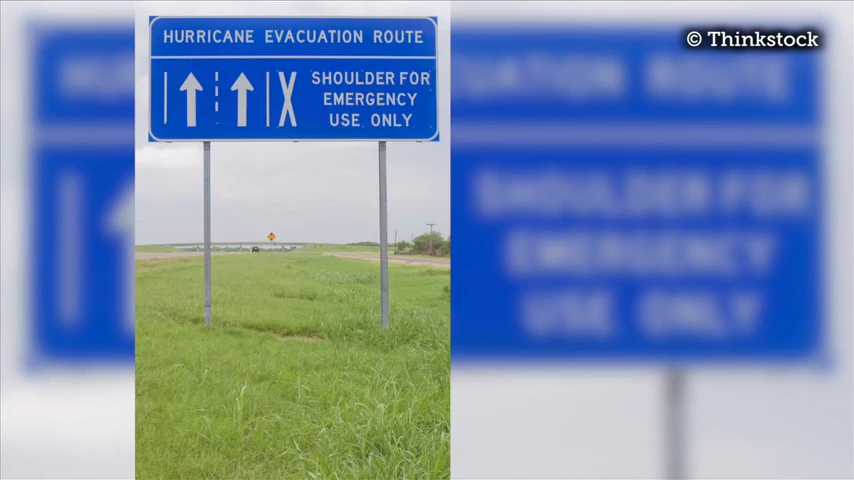 HURRICANE EVACUATION ROUTE
SHOULDER FOR
EMERGENCY
USE ONLY
© Thinkstock